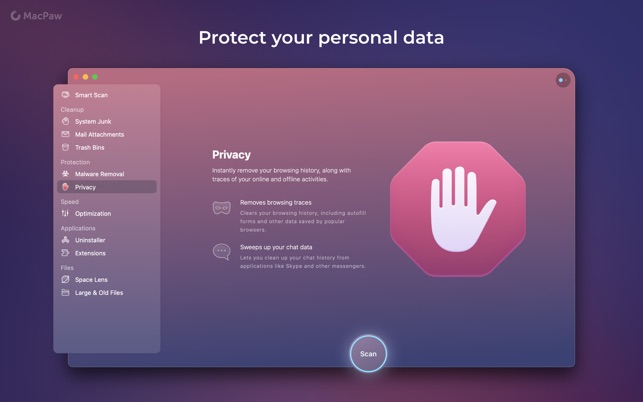 MacPaw
Protect your personal data
Smart Scan
Cleanup
System Junk
Mail Attachments
Trash Bins
Protection
Malware Removal
Privacy
Speed
Optimization
Applications
Uninstaller
Extensions
Files
Space Lens
Large & Old Files
Privacy
Instantly remove your browsing history, along with
traces of your online and offline activities.
Removes browsing traces
Clears your browsing history, including autofill
forms and other data saved by popular
browsers.
Sweeps up your chat data
Lets you clean up your chat history from
applications like Skype and other messengers.
Scan